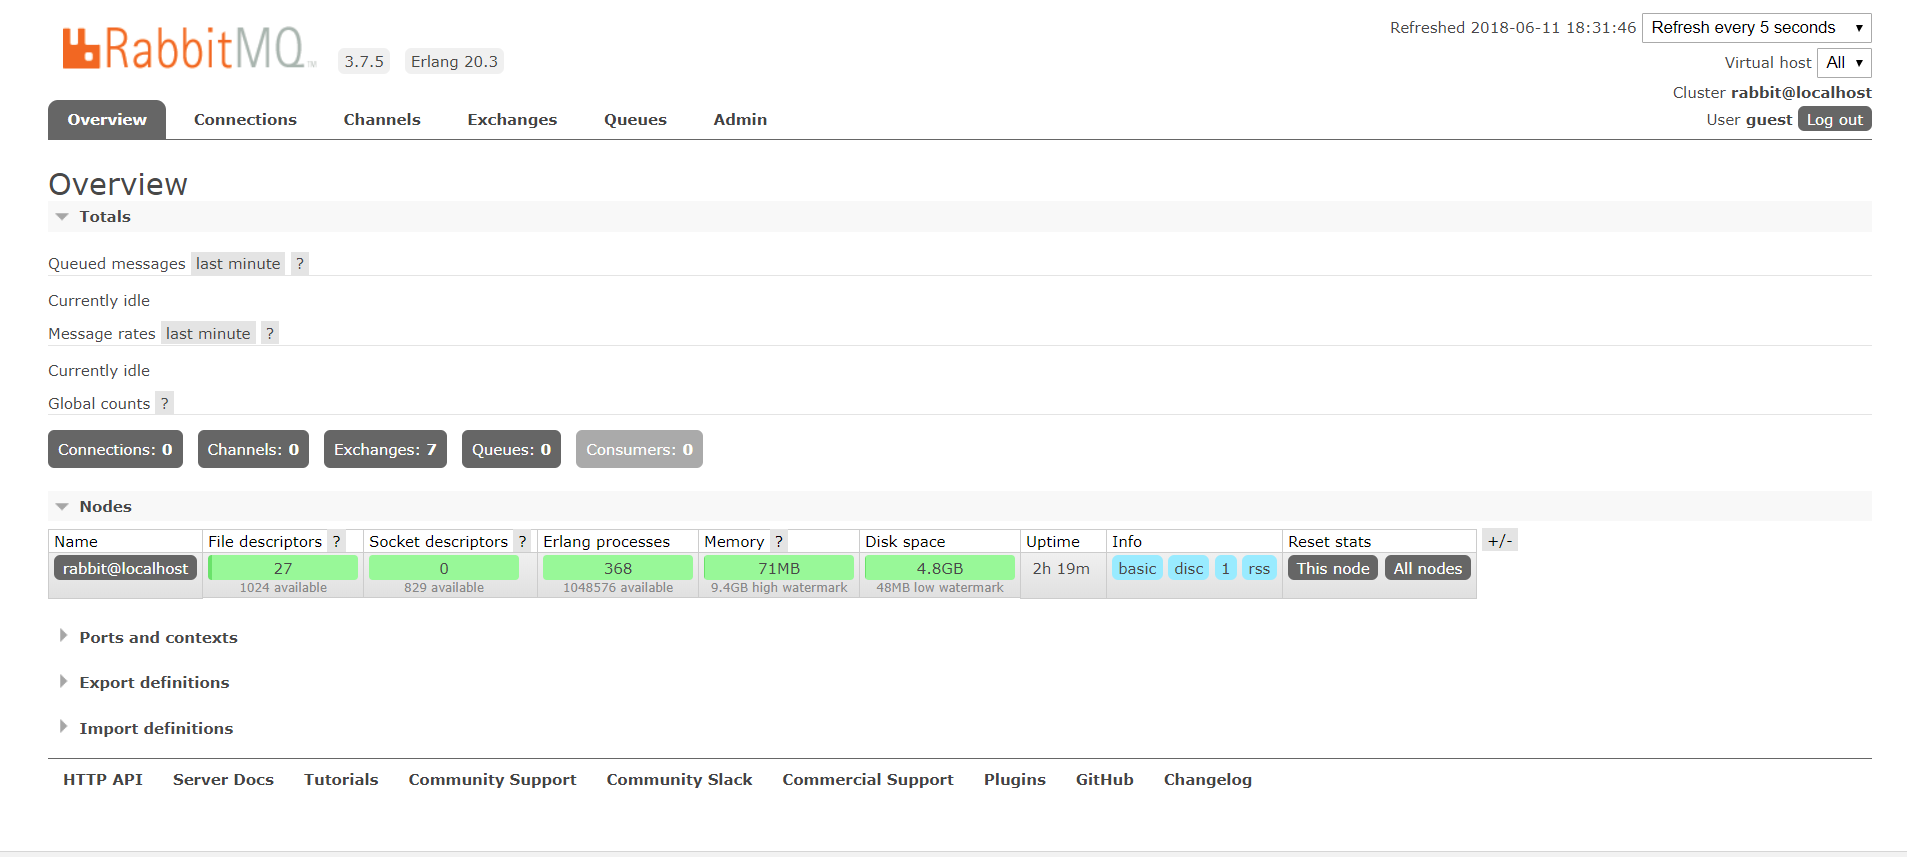 RabbitMQ TM 3.7.5 Erlang 20.3
Refreshed 2018-06-11 18:31:46 Refresh every 5 seconds
Virtual host All
Cluster rabbit@localhost
User guest Log out
Overview Connections Channels Exchanges Queues Admin
Overview
Totals
Queued messages last minute ?
Currently idle
Message rates last minute ?
Currently idle
Global counts ?
Connections: 0 Channels: 0 Exchanges: 7 Queues: 0 Consumers: 0
Nodes
Name File descriptors ? Socket descriptors ? Erlang processes Memory ? Disk space Uptime Info Reset stats +/-
rabbit@localhost 27 0 368 71MB 4.8GB 2h 19m basic disc 1 rss This node All nodes
1024 available 829 available 1048576 available 9.4GB high watermark 48MB low watermark
Ports and contexts
Export definitions
Import definitions
HTTP API Server Docs Tutorials Community Support Community Slack Commercial Support Plugins GitHub Changelog